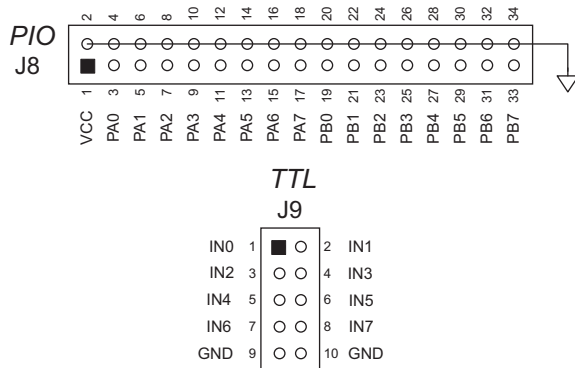 2 4 6 8 10 12 14 16 18 20 22 24 26 28 30 32 34
PIO
J8
1 3 5 7 9 11 13 15 17 19 21 23 25 27 29 31 33
VCC PA0 PA1 PA2 PA3 PA4 PA5 PA6 PA7 PB0 PB1 PB2 PB3 PB4 PB5 PB6 PB7
TTL
J9
IN0 1 2 IN1
IN2 3 4 IN3
IN4 5 6 IN5
IN6 7 8 IN7
GND 9 10 GND